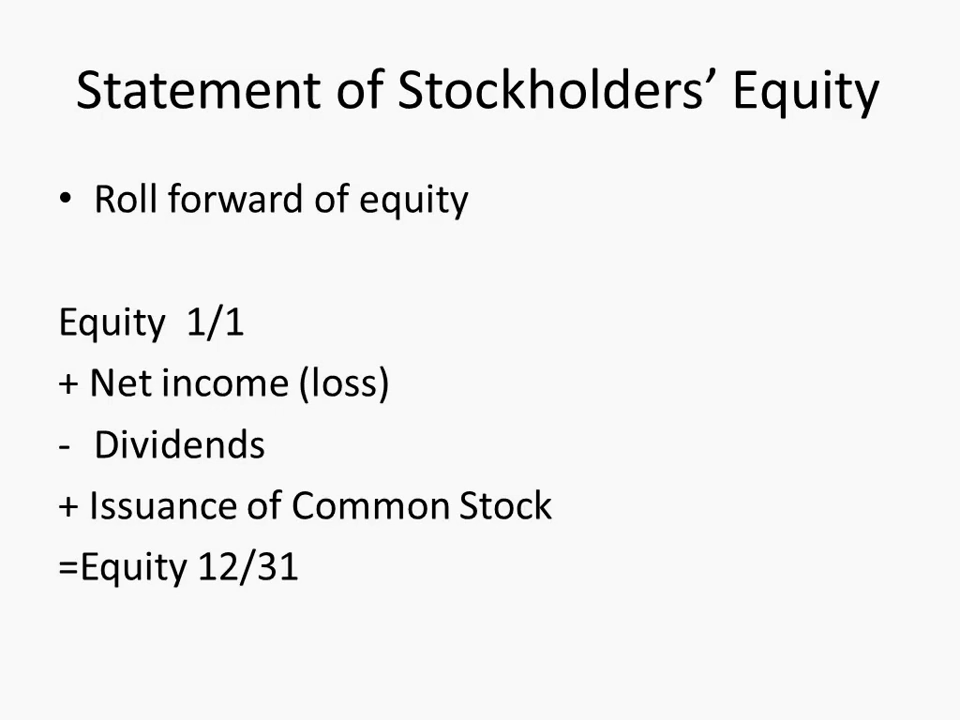 Statement of Stockholders’ Equity
• Roll forward of equity
Equity  1/1
+ Net income (loss)
-  Dividends
+ Issuance of Common Stock
=Equity 12/31